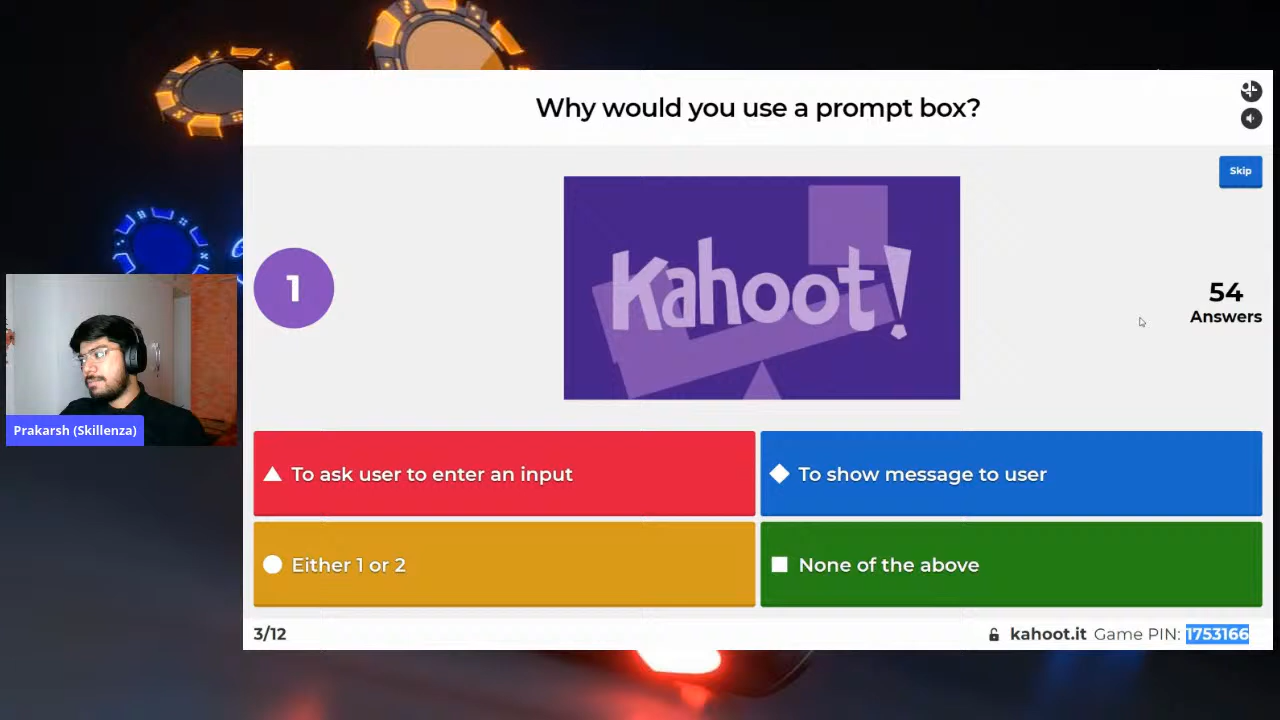 Why would you use a prompt box?
Skip
1
Kahoot!
54
Answers
Prakarsh (Skillenza)
To ask user to enter an input
To show message to user
Either 1 or 2
None of the above
3/12
kahoot.it Game PIN: 1753166